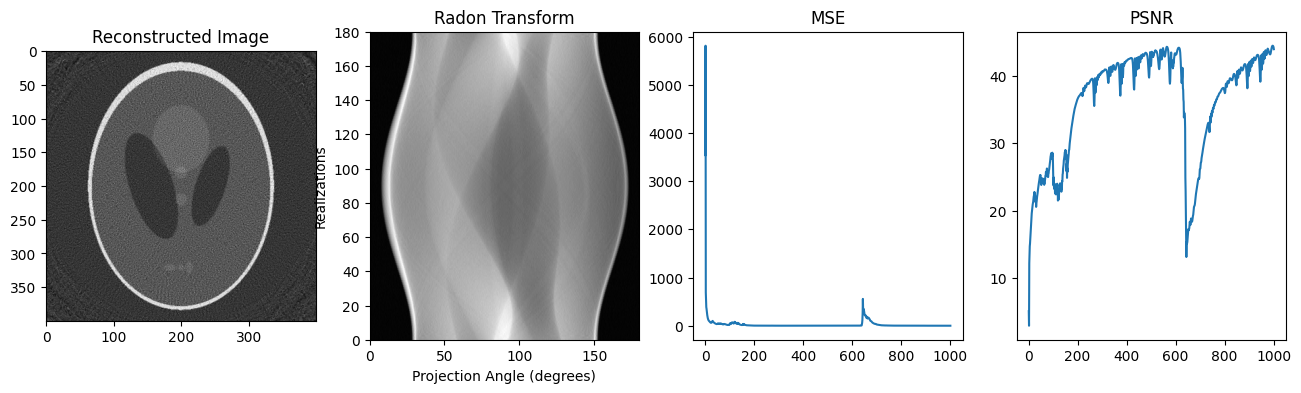 Reconstructed Image
0
50
100
150
200
250
300
350
0 100 200 300
Radon Transform
Realizations
180
160
140
120
100
80
60
40
20
0
0 50 100 150
Projection Angle (degrees)
MSE
6000
5000
4000
3000
2000
1000
0
0 200 400 600 800 1000
PSNR
40
30
20
10
0 200 400 600 800 1000